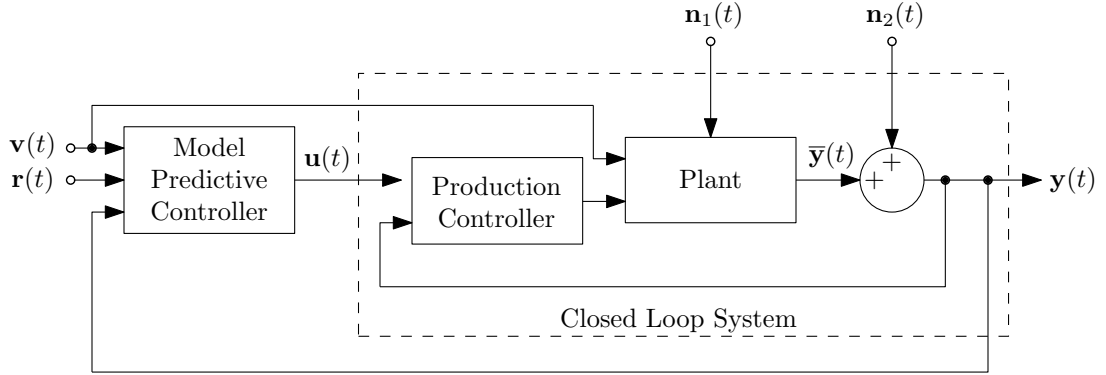 n₁(t)
n₂(t)
v(t)
r(t)
Model
Predictive
Controller
u(t)
Production
Controller
Plant
y̅(t)
+
+
y(t)
Closed Loop System